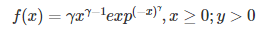 f(x) = γx^{γ−1}exp^{(−x)^γ}, x ≥ 0; y > 0